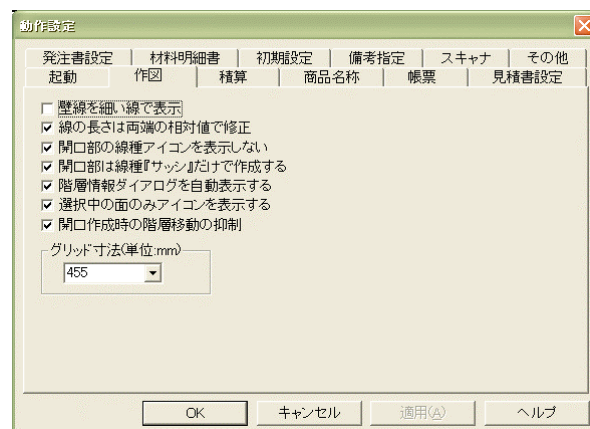 動作設定
発注書設定 材料明細書 初期設定 備考指定 スキャナ その他
起動 作図 積算 商品名称 帳票 見積書設定
壁線を細い線で表示
線の長さは両端の相対値で修正
開口部の線種アイコンを表示しない
開口部は線種『サッシ』だけで作成する
階層情報ダイアログを自動表示する
選択中の面のみアイコンを表示する
開口作成時の階層移動の抑制
グリッド寸法(単位:mm)
455
OK キャンセル 適用(A) ヘルプ